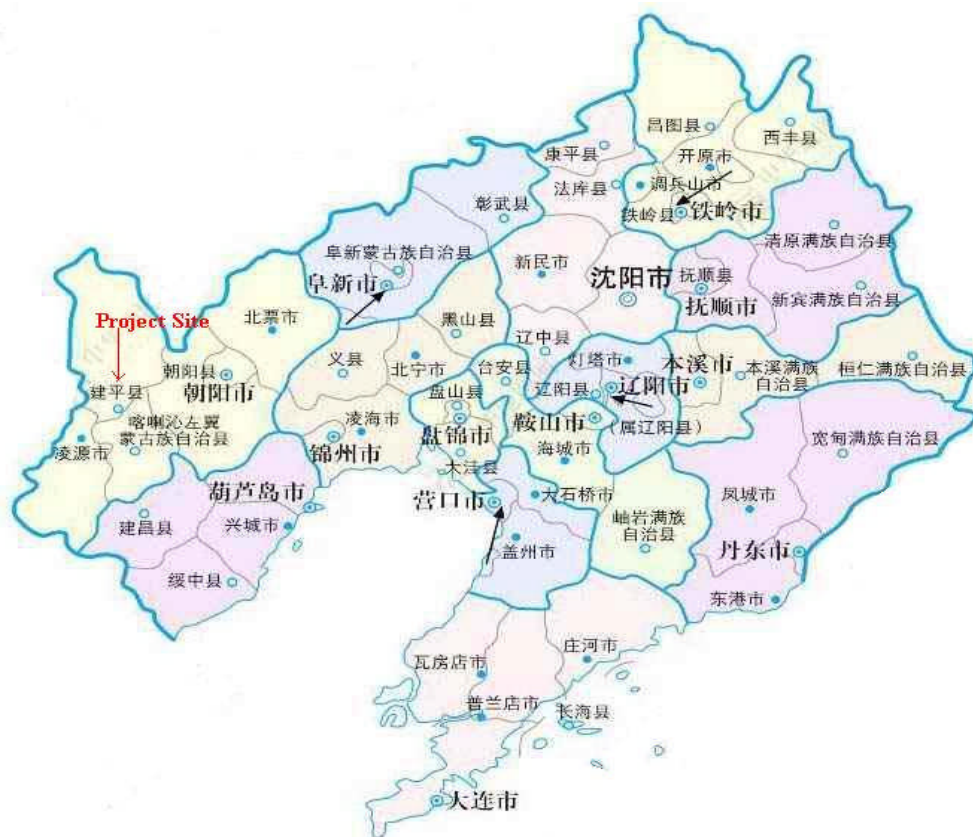 昌图县
西丰县
康平县
开原市
法库县
调兵山市
彰武县
铁岭县
铁岭市
清原满族自治县
阜新蒙古族自治县
新民市
沈阳市
抚顺县
阜新市
抚顺市
新宾满族自治县
Project Site
北票市
黑山县
辽中县
义县
北宁市
台安县
灯塔市
本溪市
本溪满族
自治县
桓仁满族自治县
朝阳县
朝阳市
建平县
盘山县
辽阳县
辽阳市
喀喇沁左翼
蒙古族自治县
凌海市
鞍山市
(属辽阳县)
凌源市
锦州市
盘锦市
海城市
宽甸满族自治县
大洼县
葫芦岛市
营口市
大石桥市
凤城市
建昌县
兴城市
岫岩满族
自治县
盖州市
丹东市
绥中县
东港市
瓦房店市
庄河市
普兰店市
长海县
大连市